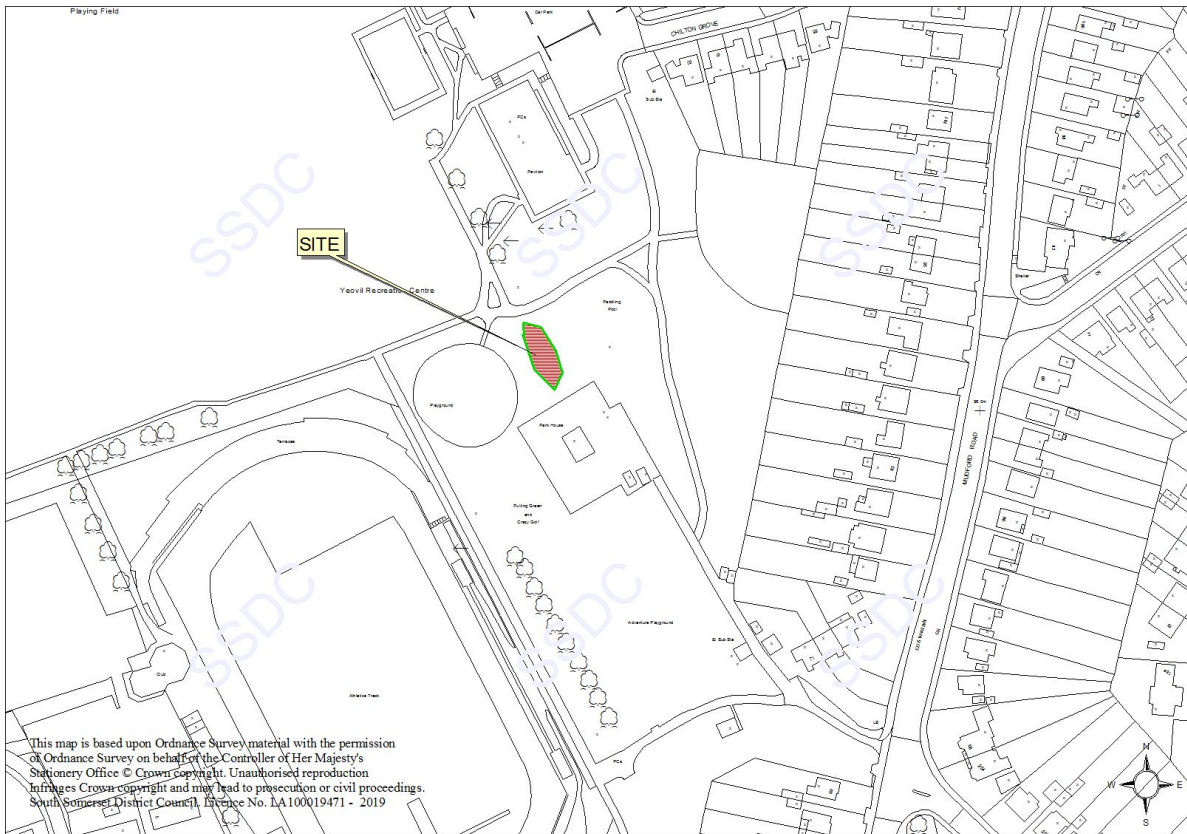 Playing Field
Car Park
CHILTON GROVE
El
Sub Sta
PCs
Pavilion
SSDC
SSDC
SSDC
SITE
Shelter
Yeovil Recreation Centre
Paddling
Pool
Playground
Park House
MUDFORD ROAD
Terraces
Putting Green
and
Crazy Golf
SSDC
SSDC
SSDC
Adventure Playground
El Sub Sta
Club
Athletics Track
LB
PCs
This map is based upon Ordnance Survey material with the permission
of Ordnance Survey on behalf of the Controller of Her Majesty's
Stationery Office © Crown copyright. Unauthorised reproduction
Infringes Crown copyright and may lead to prosecution or civil proceedings.
South Somerset District Council, Licence No. LA100019471 - 2019
N
W
E
S